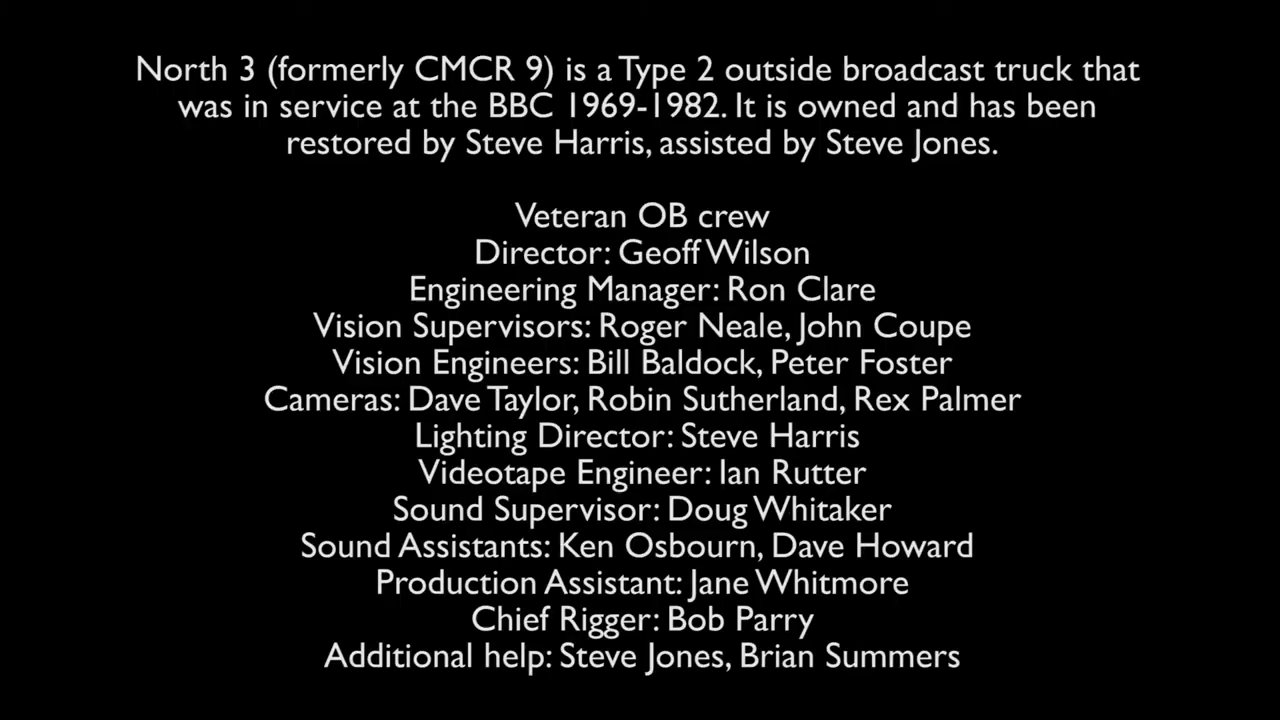 North 3 (formerly CMCR 9) is a Type 2 outside broadcast truck that
was in service at the BBC 1969-1982. It is owned and has been
restored by Steve Harris, assisted by Steve Jones.
Veteran OB crew
Director: Geoff Wilson
Engineering Manager: Ron Clare
Vision Supervisors: Roger Neale, John Coupe
Vision Engineers: Bill Baldock, Peter Foster
Cameras: Dave Taylor, Robin Sutherland, Rex Palmer
Lighting Director: Steve Harris
Videotape Engineer: Ian Rutter
Sound Supervisor: Doug Whitaker
Sound Assistants: Ken Osbourn, Dave Howard
Production Assistant: Jane Whitmore
Chief Rigger: Bob Parry
Additional help: Steve Jones, Brian Summers